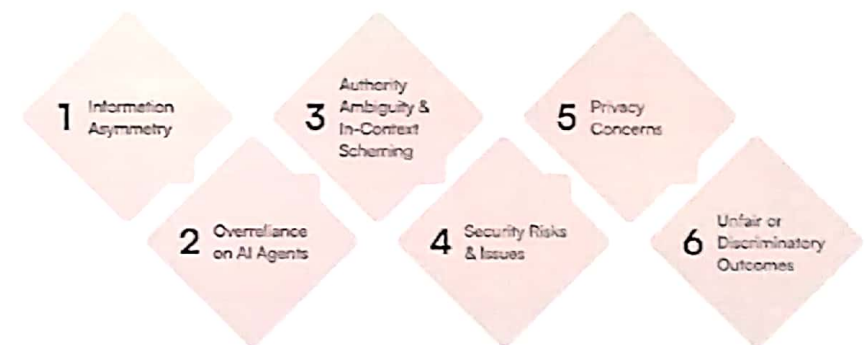 1 Information
Asymmetry
2 Overreliance
on AI Agents
3 Authority
Ambiguity &
In-Context
Scheming
4 Security Risks
& Issues
5 Privacy
Concerns
6 Unfair or
Discriminatory
Outcomes